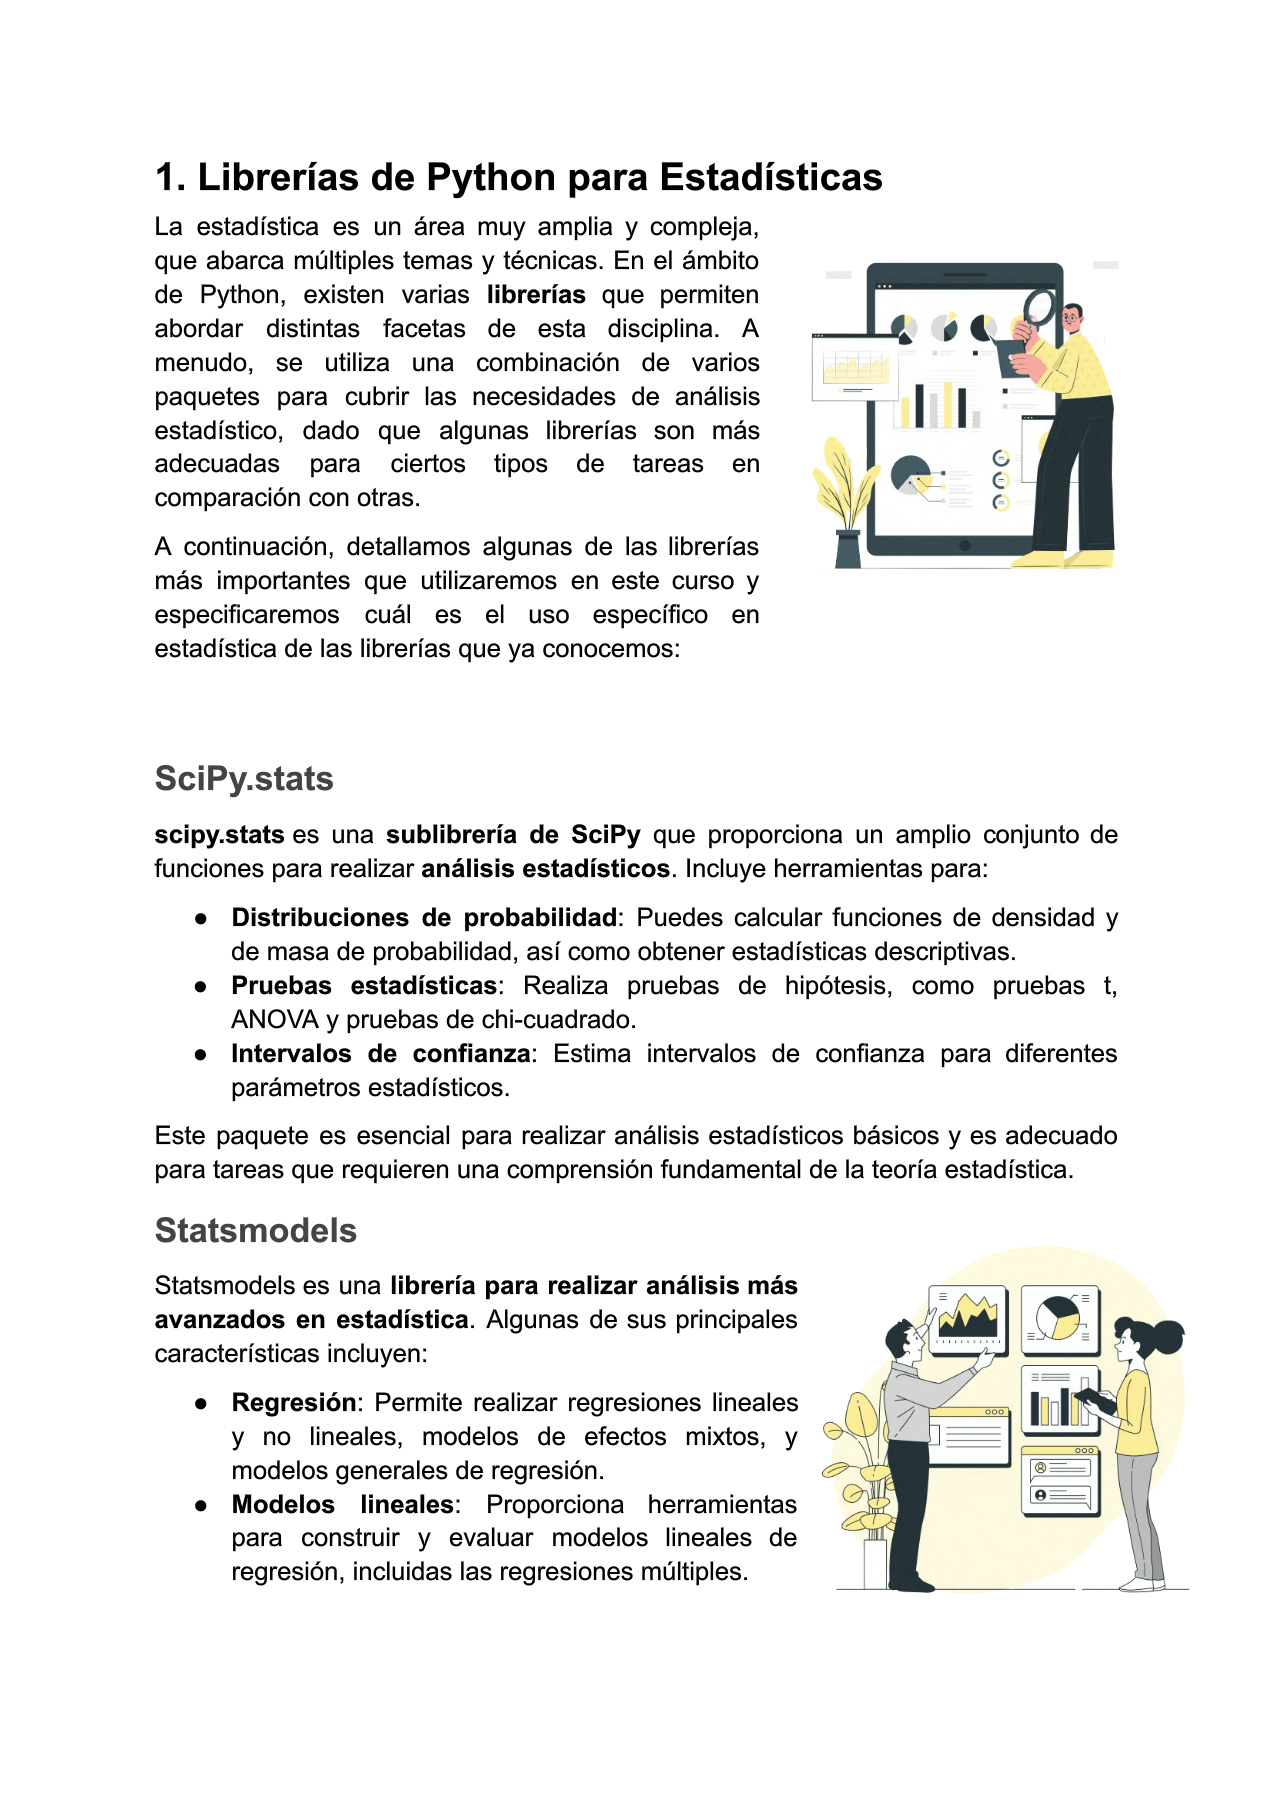 1. Librerías de Python para Estadísticas
La estadística es un área muy amplia y compleja,
que abarca múltiples temas y técnicas. En el ámbito
de Python, existen varias librerías que permiten
abordar distintas facetas de esta disciplina. A
menudo, se utiliza una combinación de varios
paquetes para cubrir las necesidades de análisis
estadístico, dado que algunas librerías son más
adecuadas para ciertos tipos de tareas en
comparación con otras.
A continuación, detallamos algunas de las librerías
más importantes que utilizaremos en este curso y
especificaremos cuál es el uso específico en
estadística de las librerías que ya conocemos:
SciPy.stats
scipy.stats es una sublibrería de SciPy que proporciona un amplio conjunto de
funciones para realizar análisis estadísticos. Incluye herramientas para:
● Distribuciones de probabilidad: Puedes calcular funciones de densidad y
de masa de probabilidad, así como obtener estadísticas descriptivas.
● Pruebas estadísticas: Realiza pruebas de hipótesis, como pruebas t,
ANOVA y pruebas de chi-cuadrado.
● Intervalos de confianza: Estima intervalos de confianza para diferentes
parámetros estadísticos.
Este paquete es esencial para realizar análisis estadísticos básicos y es adecuado
para tareas que requieren una comprensión fundamental de la teoría estadística.
Statsmodels
Statsmodels es una librería para realizar análisis más
avanzados en estadística. Algunas de sus principales
características incluyen:
● Regresión: Permite realizar regresiones lineales
y no lineales, modelos de efectos mixtos, y
modelos generales de regresión.
● Modelos lineales: Proporciona herramientas
para construir y evaluar modelos lineales de
regresión, incluidas las regresiones múltiples.